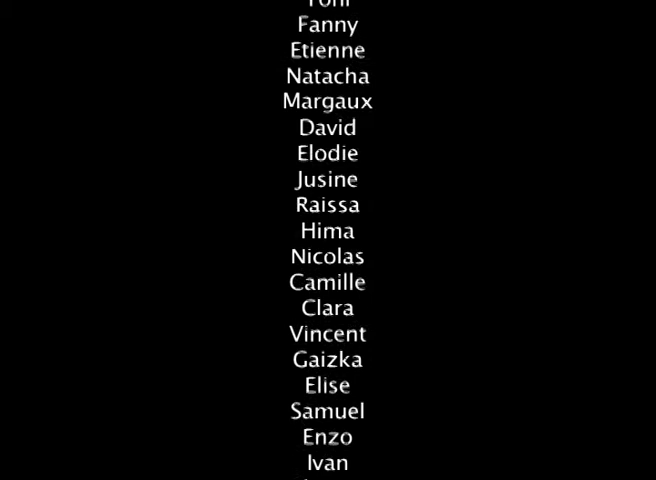 Fanny
Etienne
Natacha
Margaux
David
Elodie
Jusine
Raissa
Hima
Nicolas
Camille
Clara
Vincent
Gaizka
Elise
Samuel
Enzo
Ivan